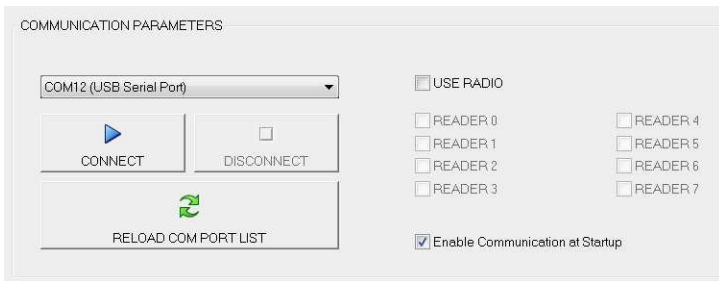 COMMUNICATION PARAMETERS
COM12 (USB Serial Port)
CONNECT
DISCONNECT
RELOAD COM PORT LIST
USE RADIO
READER 0
READER 1
READER 2
READER 3
READER 4
READER 5
READER 6
READER 7
Enable Communication at Startup